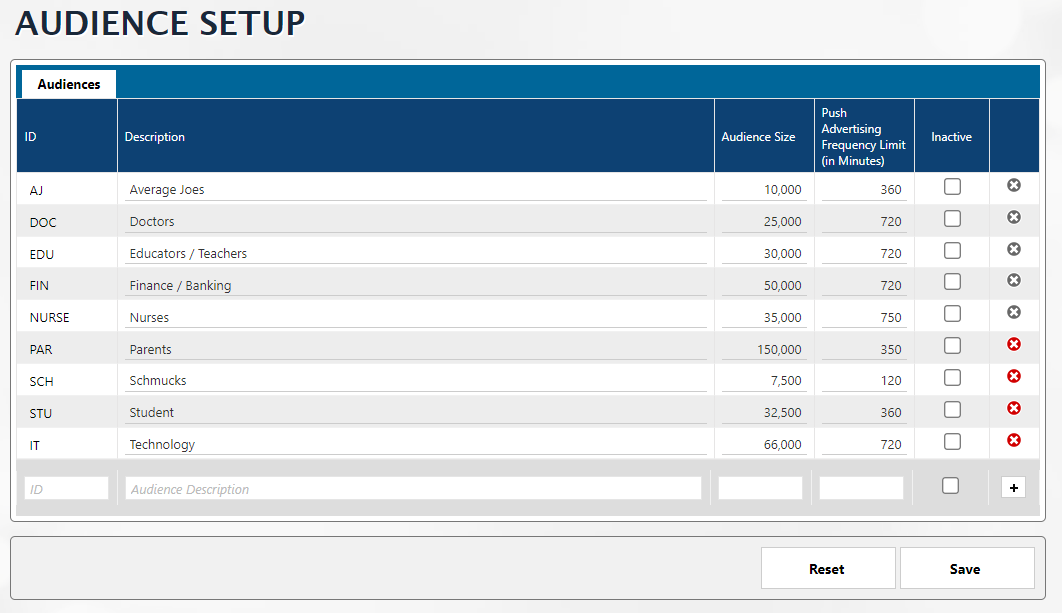 AUDIENCE SETUP
Audiences
ID Description Audience Size Push Advertising Frequency Limit (in Minutes) Inactive
AJ Average Joes 10,000 360
DOC Doctors 25,000 720
EDU Educators / Teachers 30,000 720
FIN Finance / Banking 50,000 720
NURSE Nurses 35,000 750
PAR Parents 150,000 350
SCH Schmucks 7,500 120
STU Student 32,500 360
IT Technology 66,000 720
ID Audience Description +
Reset Save